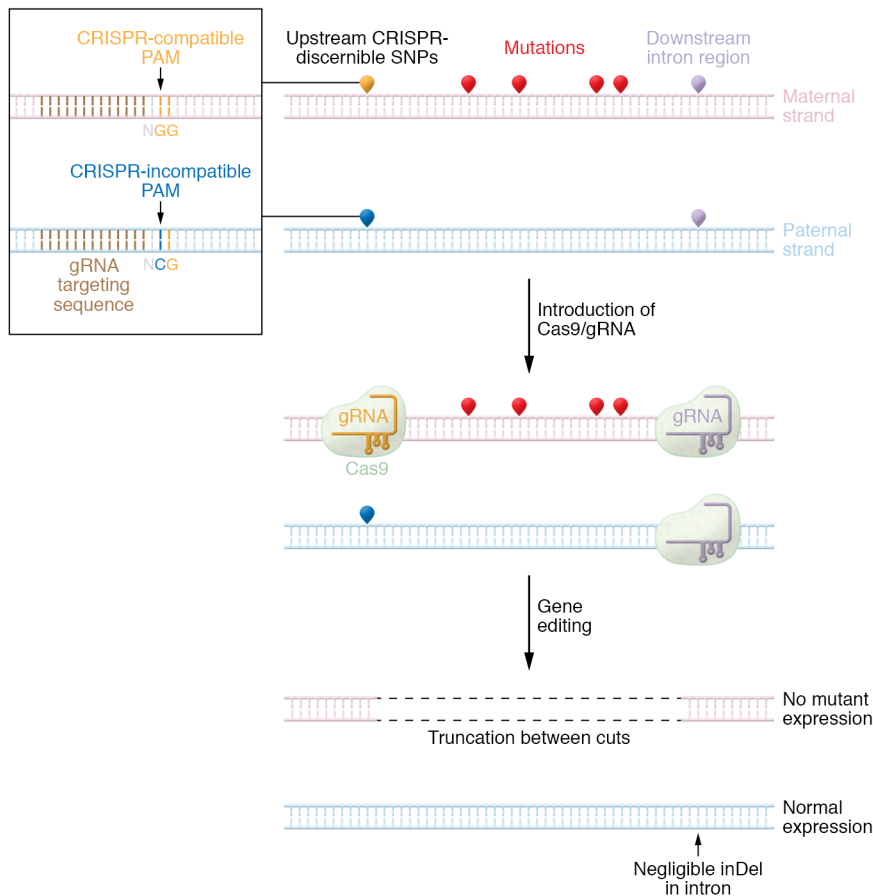 CRISPR-compatible
PAM
NGG
CRISPR-incompatible
PAM
NCG
gRNA
targeting
sequence
Upstream CRISPR-
discernible SNPs
Mutations
Downstream
intron region
Maternal
strand
Paternal
strand
Introduction of
Cas9/gRNA
gRNA
gRNA
Cas9
Gene
editing
No mutant
expression
Truncation between cuts
Normal
expression
Negligible inDel
in intron